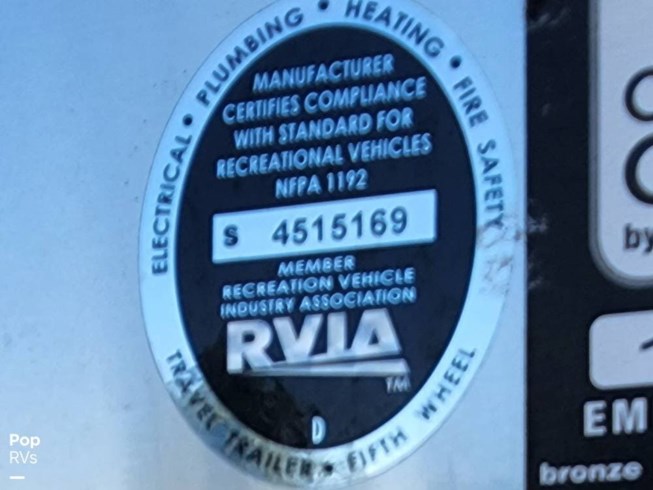 ELECTRICAL • PLUMBING • HEATING • FIRE SAFETY
MANUFACTURER
CERTIFIES COMPLIANCE
WITH STANDARD FOR
RECREATIONAL VEHICLES
NFPA 1192
S 4515169
MEMBER
RECREATION VEHICLE
INDUSTRY ASSOCIATION
RVIA
TM
D
TRAVEL TRAILER • FIFTH WHEEL
by
EM
bronze
Pop
RVs